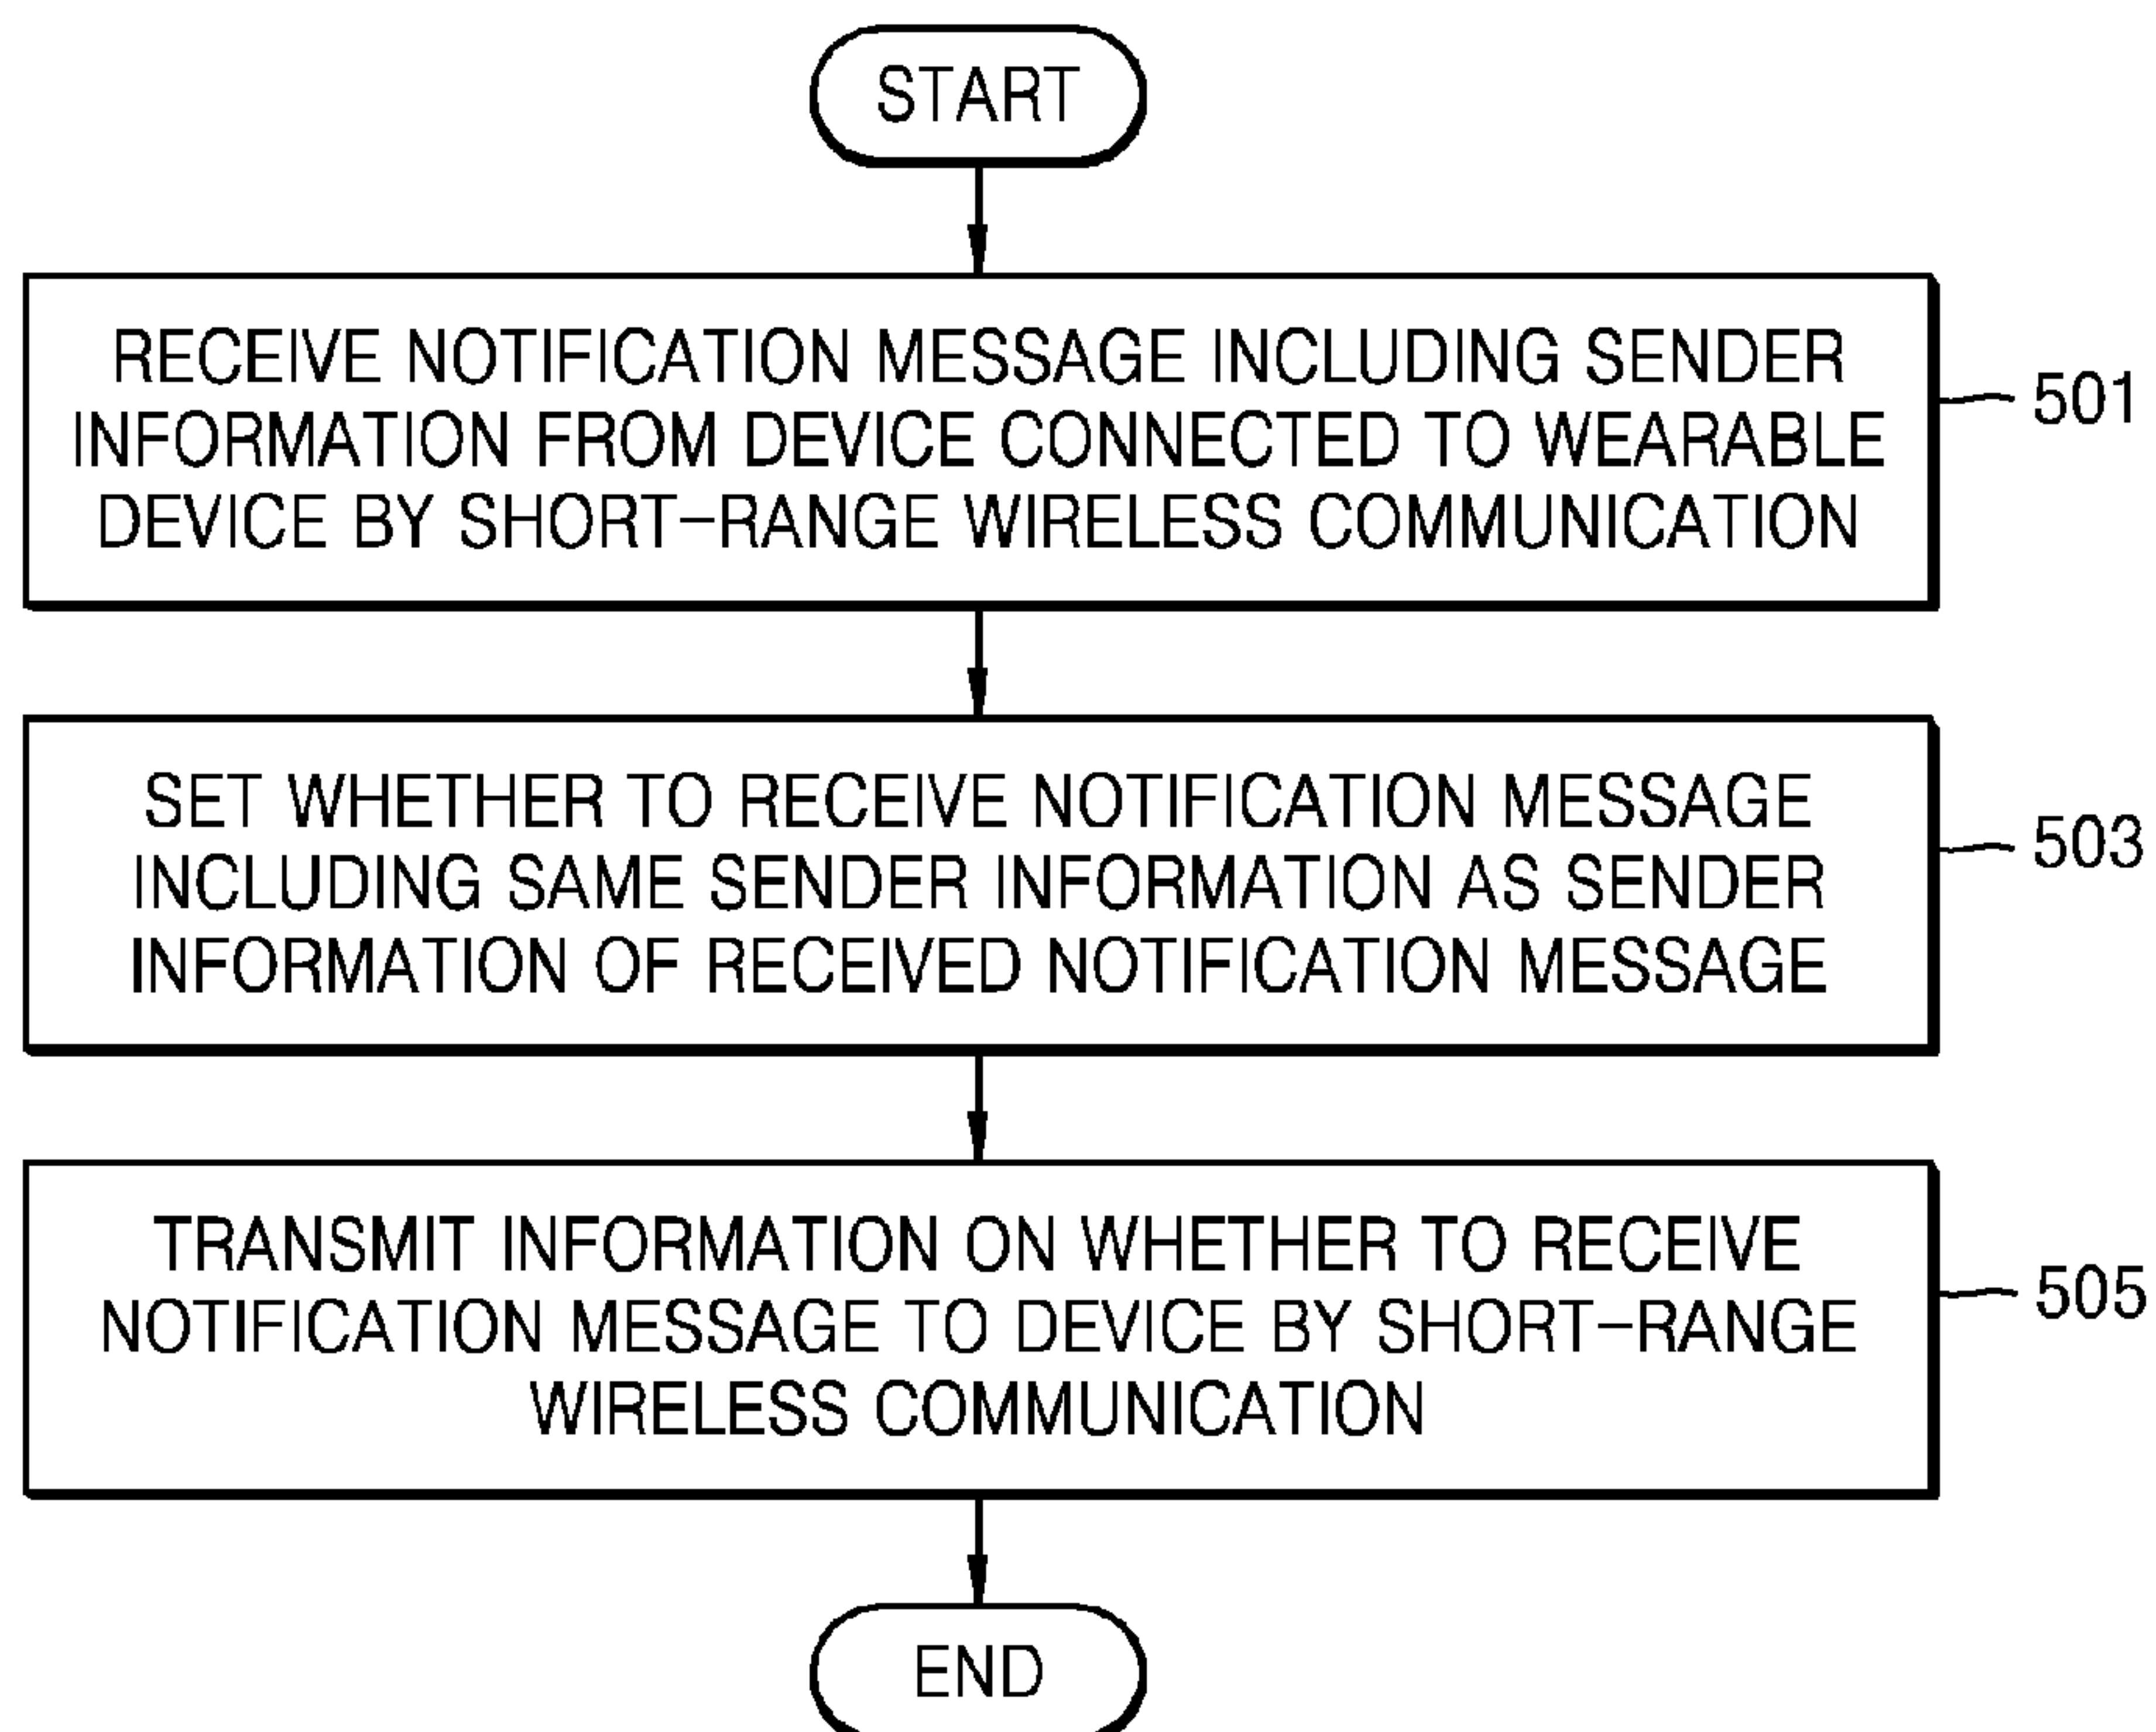 START
RECEIVE NOTIFICATION MESSAGE INCLUDING SENDER
INFORMATION FROM DEVICE CONNECTED TO WEARABLE
DEVICE BY SHORT-RANGE WIRELESS COMMUNICATION
501
SET WHETHER TO RECEIVE NOTIFICATION MESSAGE
INCLUDING SAME SENDER INFORMATION AS SENDER
INFORMATION OF RECEIVED NOTIFICATION MESSAGE
503
TRANSMIT INFORMATION ON WHETHER TO RECEIVE
NOTIFICATION MESSAGE TO DEVICE BY SHORT-RANGE
WIRELESS COMMUNICATION
505
END